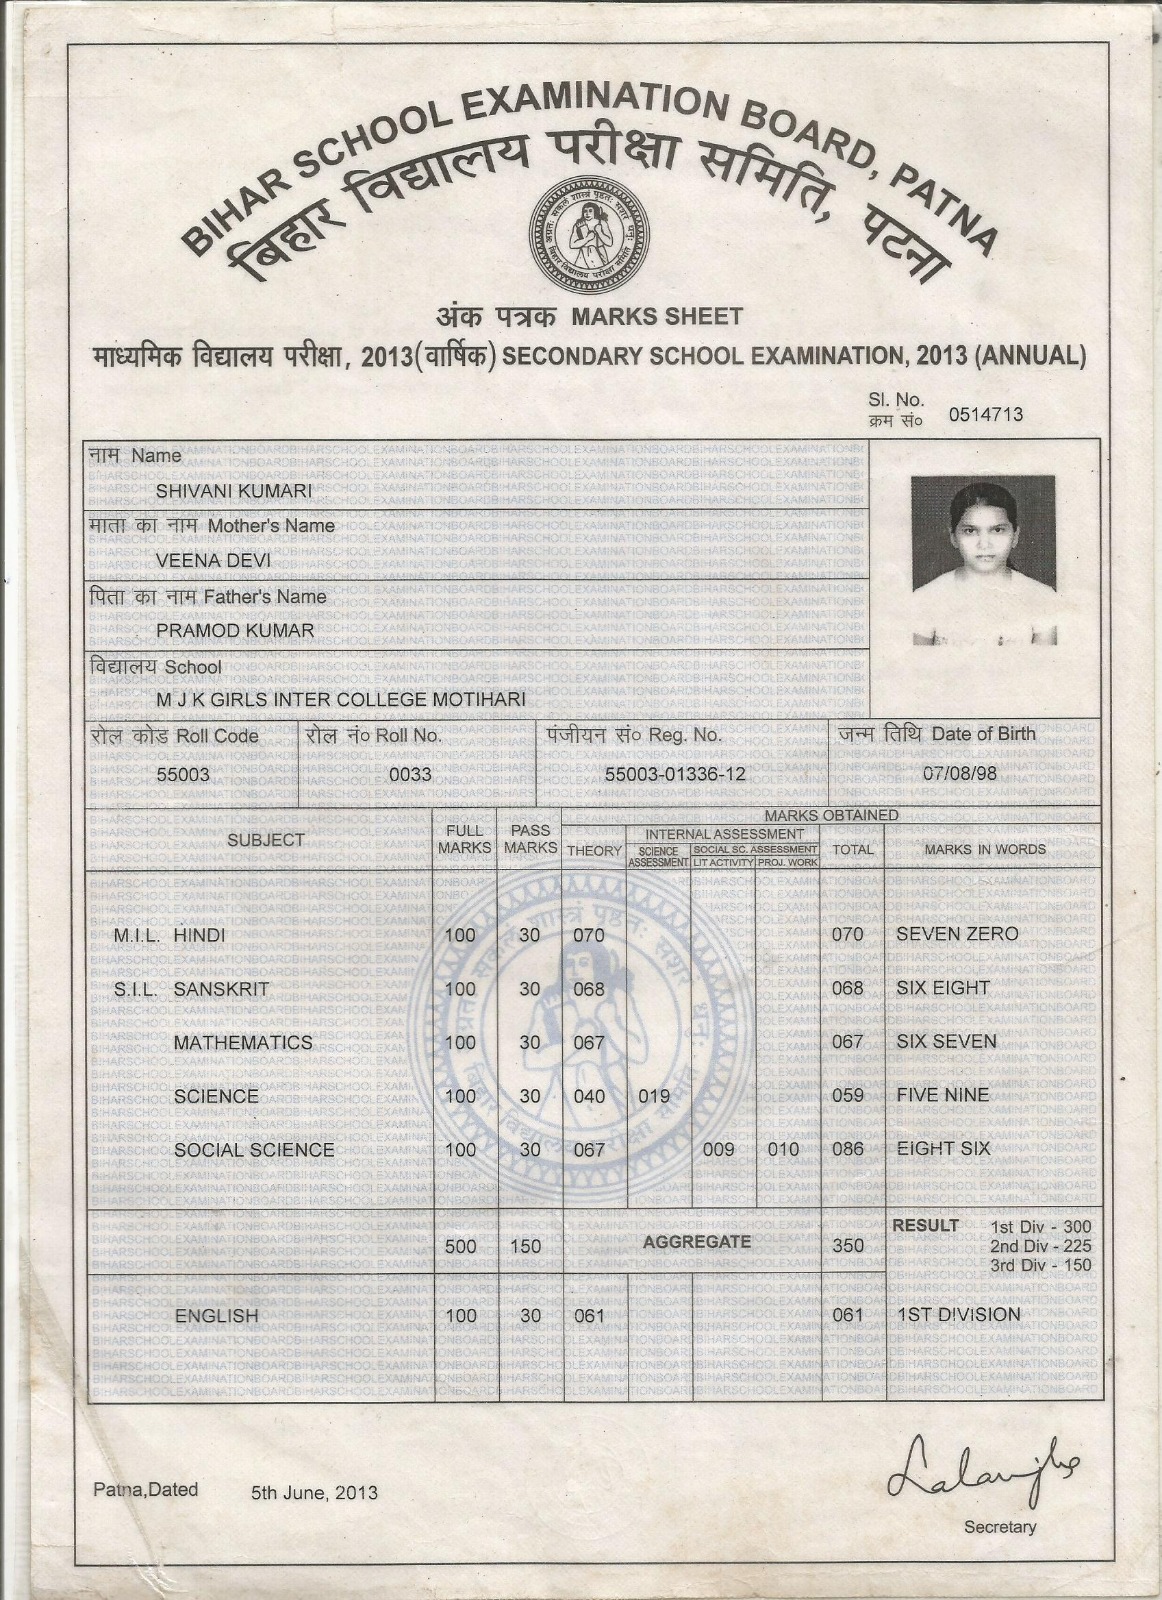 BIHAR SCHOOL EXAMINATION BOARD, PATNA
बिहार विद्यालय परीक्षा समिति, पटना
अंक पत्रक MARKS SHEET
माध्यमिक विद्यालय परीक्षा, 2013(वार्षिक) SECONDARY SCHOOL EXAMINATION, 2013 (ANNUAL)
Sl. No.
क्रम सं० 0514713
नाम Name
SHIVANI KUMARI
माता का नाम Mother's Name
VEENA DEVI
पिता का नाम Father's Name
PRAMOD KUMAR
विद्यालय School
M J K GIRLS INTER COLLEGE MOTIHARI
रोल कोड Roll Code रोल नं० Roll No. पंजीयन सं० Reg. No. जन्म तिथि Date of Birth
55003 0033 55003-01336-12 07/08/98
MARKS OBTAINED
SUBJECT FULL MARKS PASS MARKS THEORY INTERNAL ASSESSMENT TOTAL MARKS IN WORDS
SCIENCE ASSESSMENT SOCIAL SC. ASSESSMENT
LIT ACTIVITY PROJ. WORK
M.I.L. HINDI 100 30 070 070 SEVEN ZERO
S.I.L. SANSKRIT 100 30 068 068 SIX EIGHT
MATHEMATICS 100 30 067 067 SIX SEVEN
SCIENCE 100 30 040 019 059 FIVE NINE
SOCIAL SCIENCE 100 30 067 009 010 086 EIGHT SIX
500 150 AGGREGATE 350 RESULT 1st Div - 300
2nd Div - 225
3rd Div - 150
ENGLISH 100 30 061 061 1ST DIVISION
Patna,Dated 5th June, 2013
Secretary